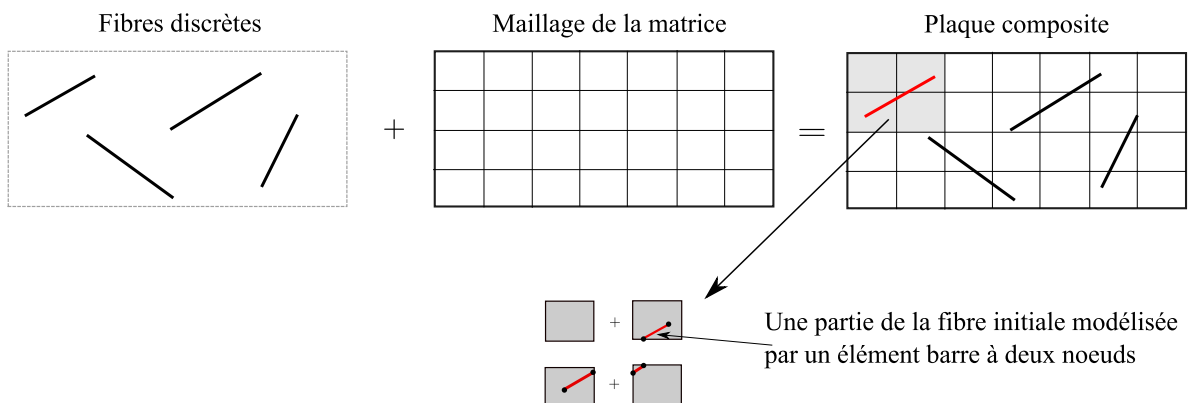 Fibres discrètes
Maillage de la matrice
Plaque composite
+
=
+
Une partie de la fibre initiale modélisée
par un élément barre à deux noeuds
+